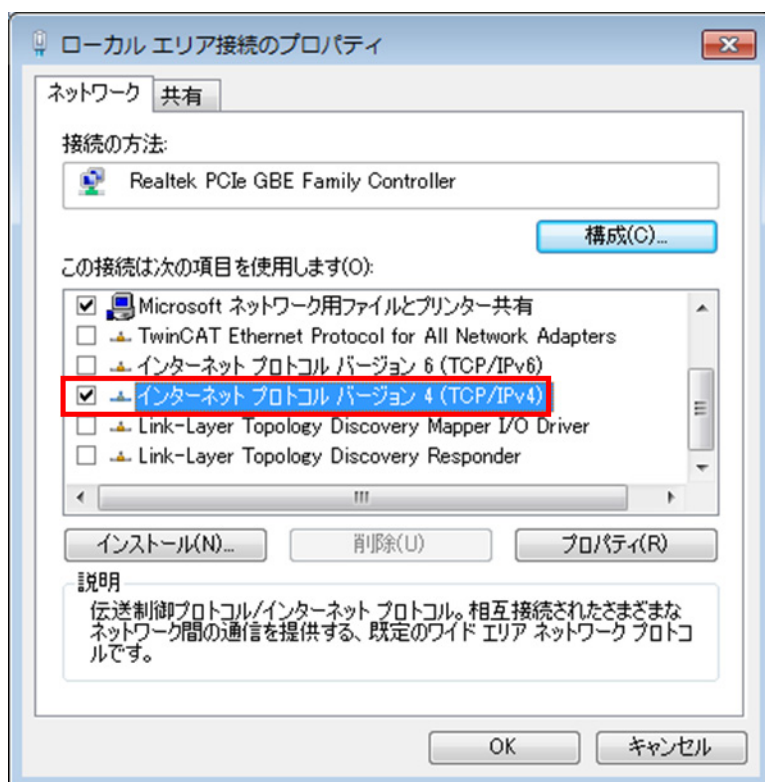 ローカル エリア接続のプロパティ
ネットワーク 共有
接続の方法:
Realtek PCIe GBE Family Controller
構成(C)...
この接続は次の項目を使用します(O):
Microsoft ネットワーク用ファイルとプリンター共有
TwinCAT Ethernet Protocol for All Network Adapters
インターネット プロトコル バージョン 6 (TCP/IPv6)
インターネット プロトコル バージョン 4 (TCP/IPv4)
Link-Layer Topology Discovery Mapper I/O Driver
Link-Layer Topology Discovery Responder
インストール(N)... 削除(U) プロパティ(R)
説明
伝送制御プロトコル/インターネット プロトコル。相互接続されたさまざまな
ネットワーク間の通信を提供する、既定のワイド エリア ネットワーク プロトコ
ルです。
OK キャンセル